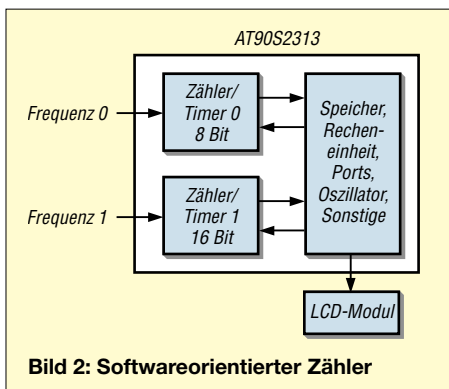 AT90S2313
Frequenz 0
Zähler/
Timer 0
8 Bit
Frequenz 1
Zähler/
Timer 1
16 Bit
Speicher,
Rechen-
einheit,
Ports,
Oszillator,
Sonstige
LCD-Modul
Bild 2: Softwareorientierter Zähler